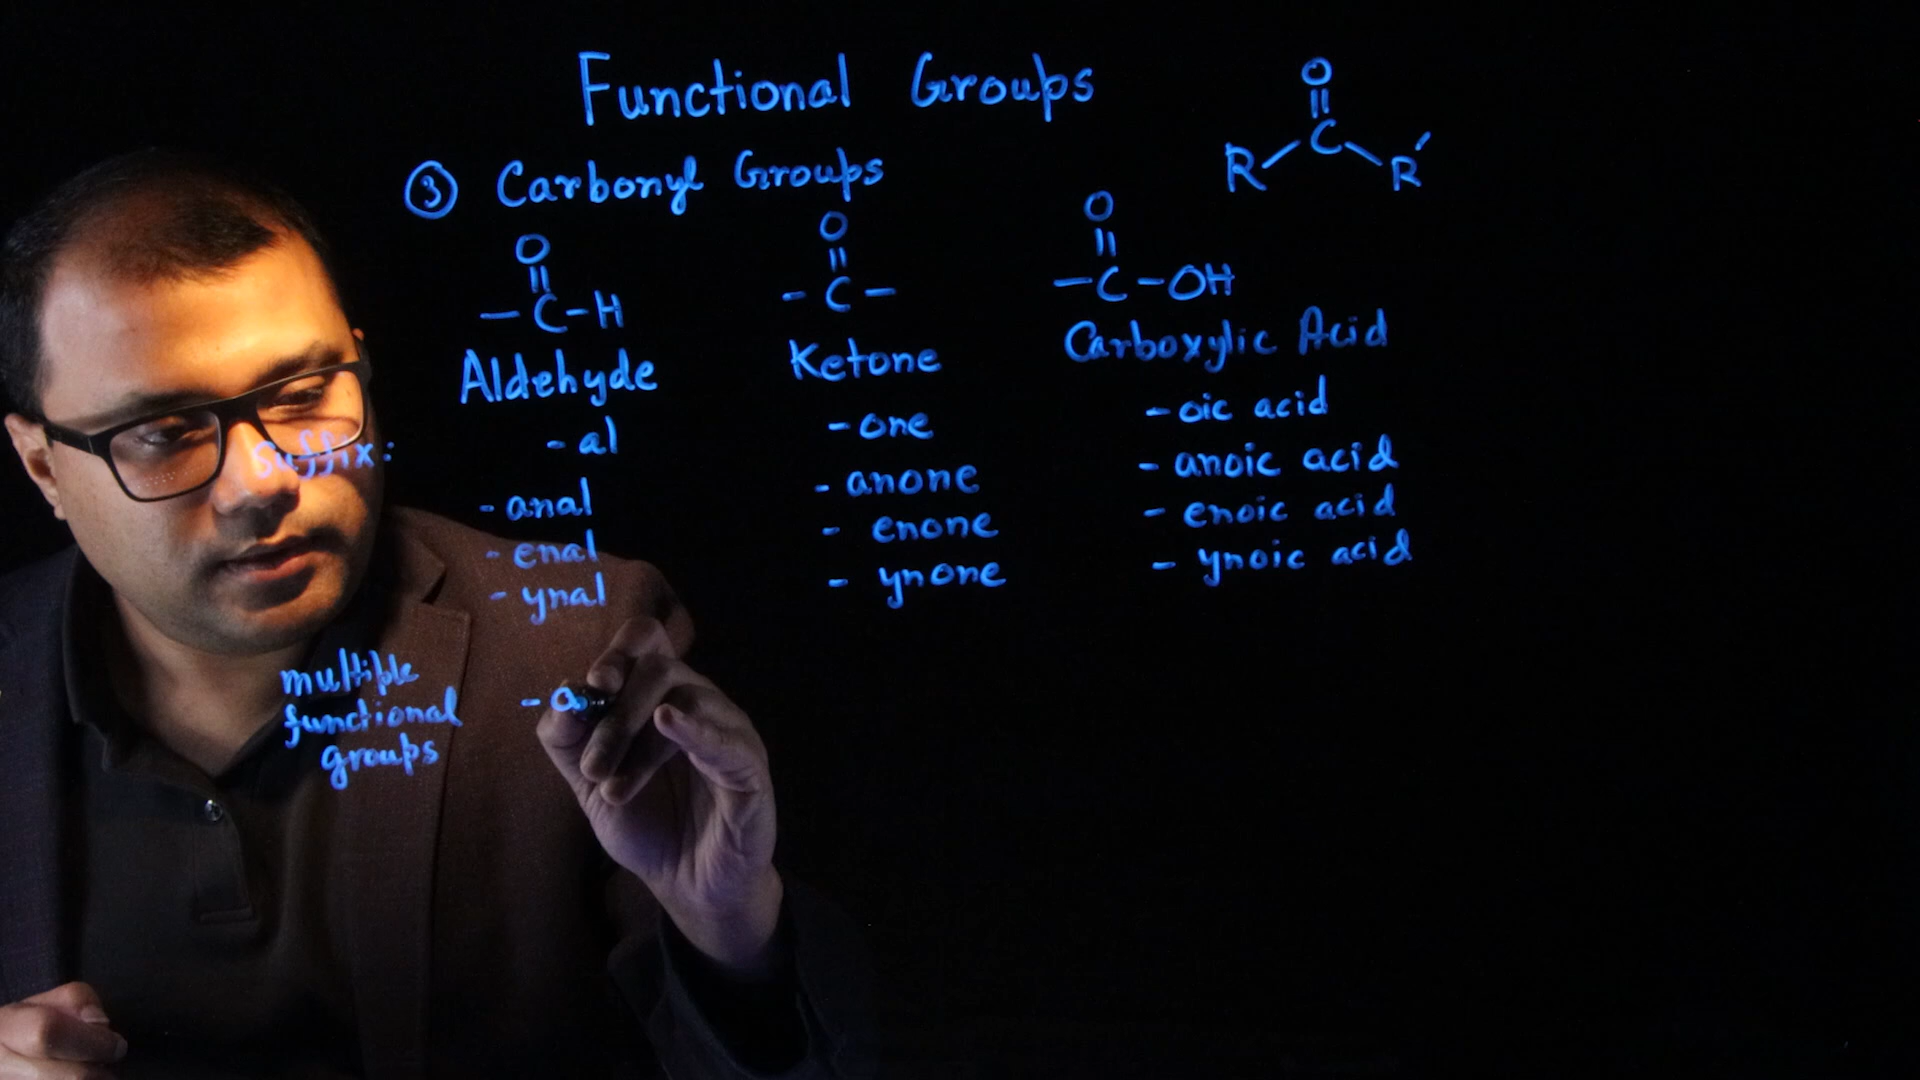 Functional Groups
O
||
C
R R′
③ Carbonyl Groups
O
||
–C–H
Aldehyde
O
||
–C–
Ketone
O
||
–C–OH
Carboxylic Acid
Suffix:
-al
-anal
-enal
-ynal
-one
-anone
-enone
-ynone
-oic acid
-anoic acid
-enoic acid
-ynoic acid
multiple
functional
groups
-a